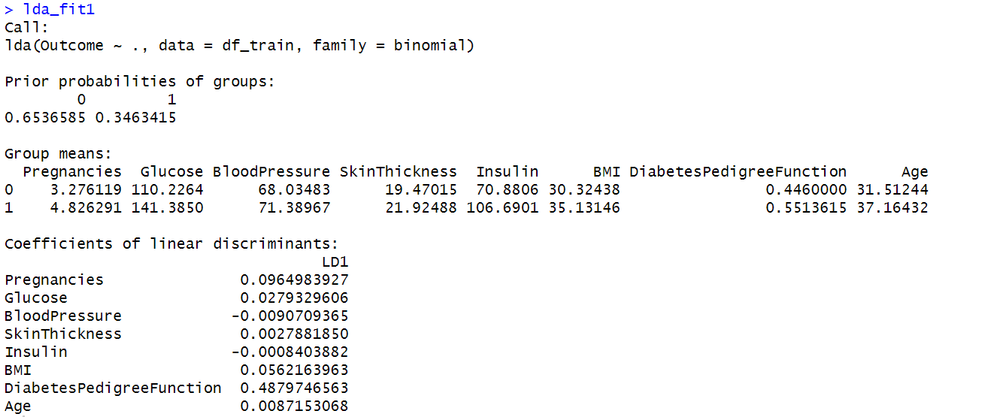 > lda_fit1
Call:
lda(Outcome ~ ., data = df_train, family = binomial)
Prior probabilities of groups:
0 1
0.6536585 0.3463415
Group means:
Pregnancies Glucose BloodPressure SkinThickness Insulin BMI DiabetesPedigreeFunction Age
0 3.276119 110.2264 68.03483 19.47015 70.8806 30.32438 0.4460000 31.51244
1 4.826291 141.3850 71.38967 21.92488 106.6901 35.13146 0.5513615 37.16432
Coefficients of linear discriminants:
LD1
Pregnancies 0.0964983927
Glucose 0.0279329606
BloodPressure -0.0090709365
SkinThickness 0.0027881850
Insulin -0.0008403882
BMI 0.0562163963
DiabetesPedigreeFunction 0.4879746563
Age 0.0087153068